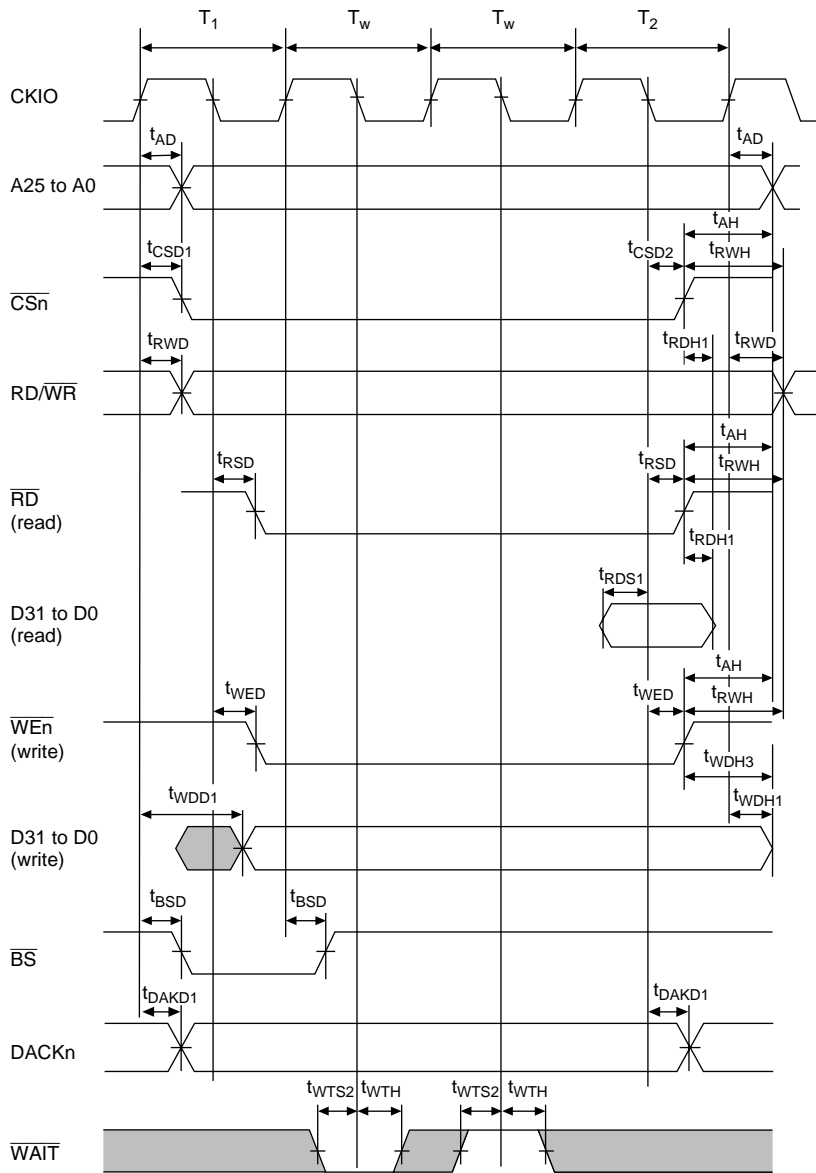 T1 Tw Tw T2
CKIO
tAD tAD
A25 to A0
tAH
tCSD1 tCSD2 tRWH
CSn
tRWD tRDH1 tRWD
RD/WR
tAH
tRSD tRSD tRWH
RD
(read)
tRDH1
tRDS1
D31 to D0
(read)
tAH
tWED tWED tRWH
WEn
(write)
tWDH3
tWDD1 tWDH1
D31 to D0
(write)
tBSD tBSD
BS
tDAKD1 tDAKD1
DACKn
tWTS2 tWTH tWTS2 tWTH
WAIT